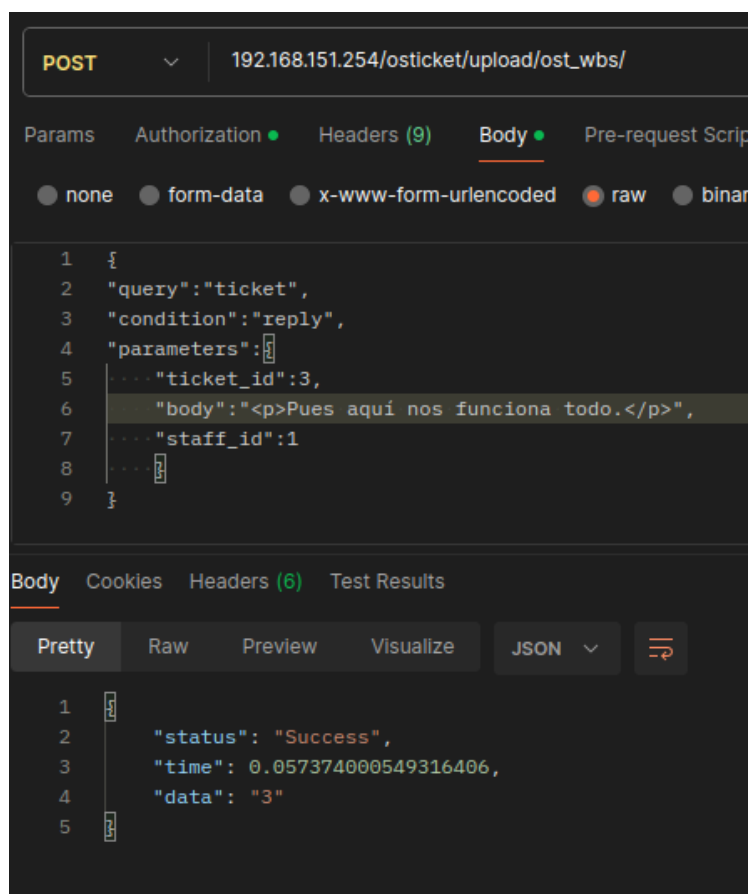 POST 192.168.151.254/osticket/upload/ost_wbs/
Params Authorization Headers (9) Body Pre-request Scrip
none form-data x-www-form-urlencoded raw binar
1 {
2 "query":"ticket",
3 "condition":"reply",
4 "parameters":{
5 ····"ticket_id":3,
6 "body":"<p>Pues aquí nos funciona todo.</p>",
7 ····"staff_id":1
8 ····}
9 }
Body Cookies Headers (6) Test Results
Pretty Raw Preview Visualize JSON
1 {
2 "status": "Success",
3 "time": 0.057374000549316406,
4 "data": "3"
5 }